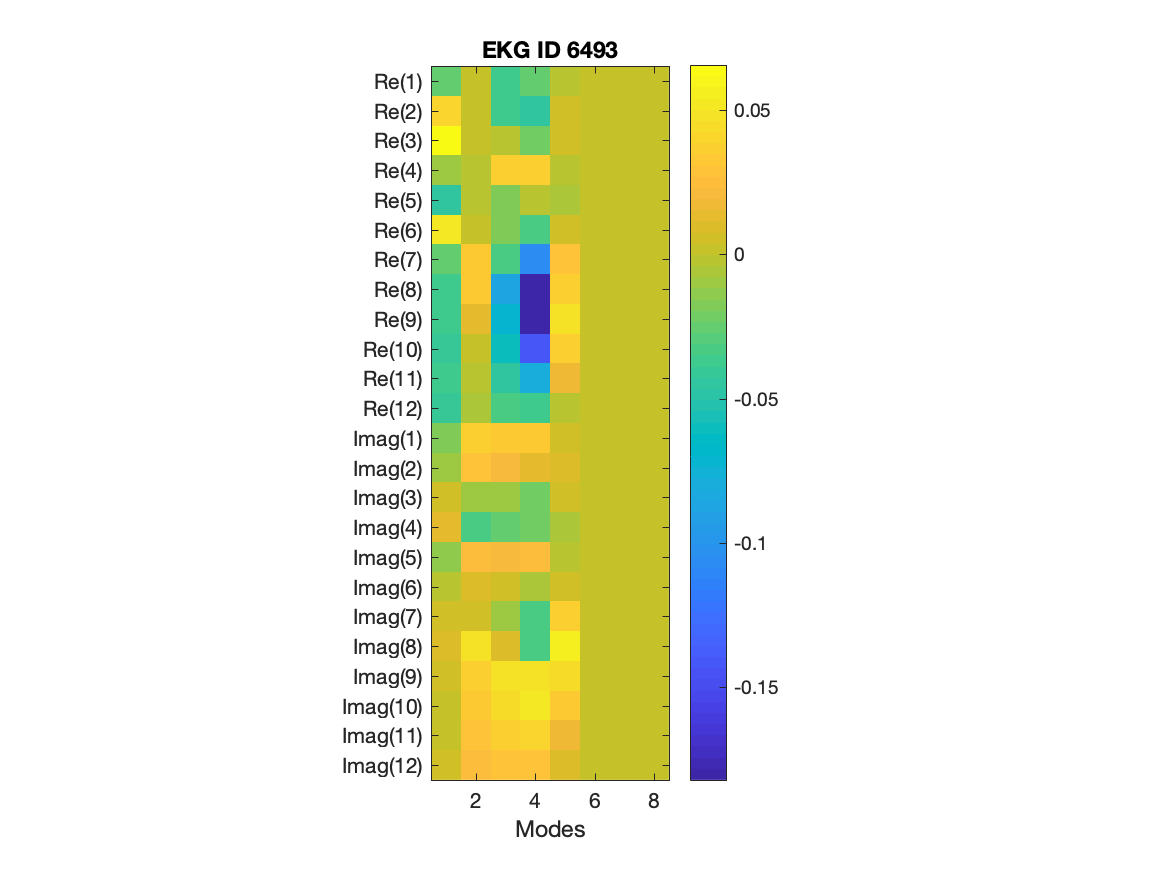 EKG ID 6493
Re(1)
Re(2)
Re(3)
Re(4)
Re(5)
Re(6)
Re(7)
Re(8)
Re(9)
Re(10)
Re(11)
Re(12)
Imag(1)
Imag(2)
Imag(3)
Imag(4)
Imag(5)
Imag(6)
Imag(7)
Imag(8)
Imag(9)
Imag(10)
Imag(11)
Imag(12)
2 4 6 8
Modes
0.05
0
-0.05
-0.1
-0.15